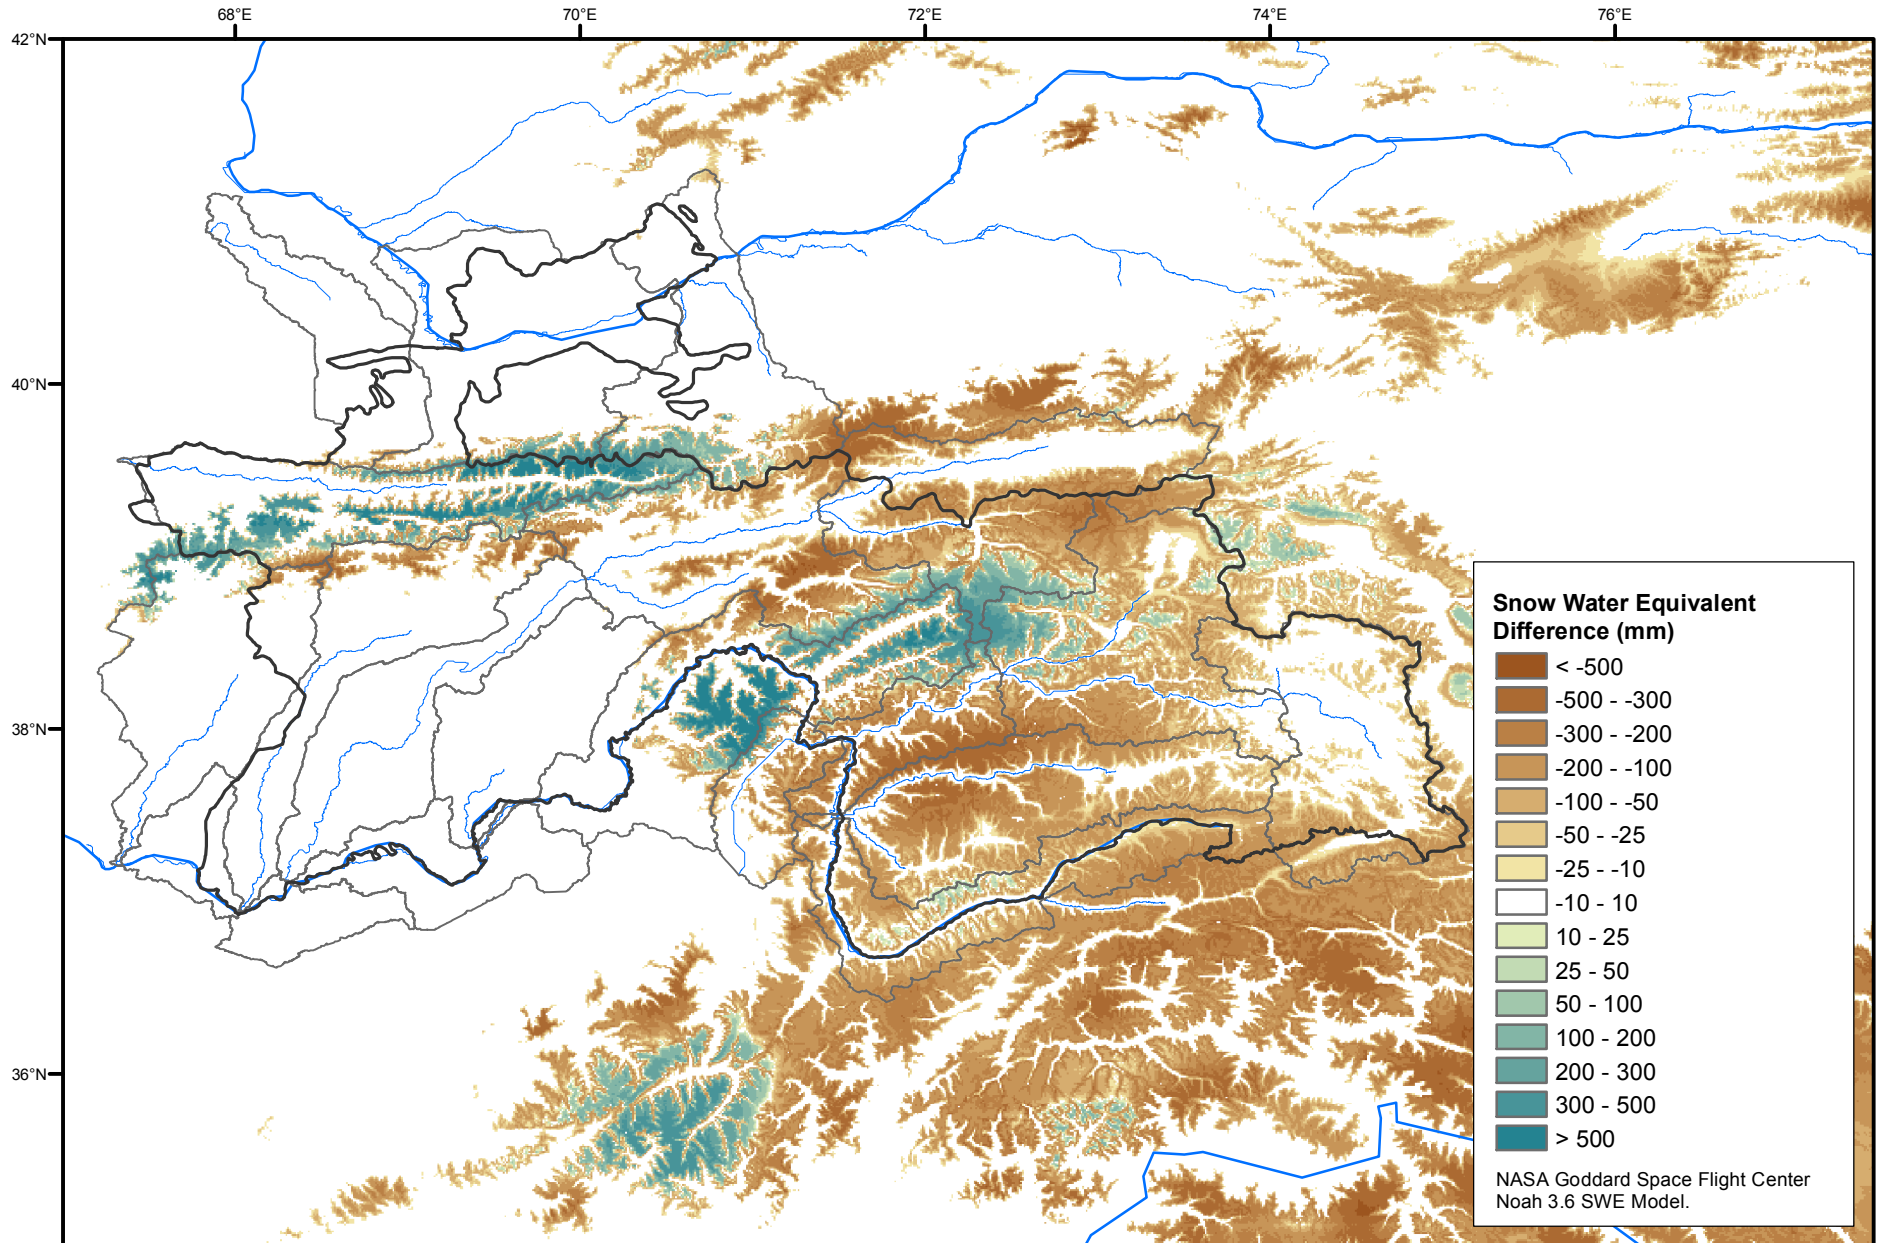 68°E 70°E 72°E 74°E 76°E
42°N
40°N
38°N
36°N
Snow Water Equivalent
Difference (mm)
< -500
-500 - -300
-300 - -200
-200 - -100
-100 - -50
-50 - -25
-25 - -10
-10 - 10
10 - 25
25 - 50
50 - 100
100 - 200
200 - 300
300 - 500
> 500
NASA Goddard Space Flight Center
Noah 3.6 SWE Model.